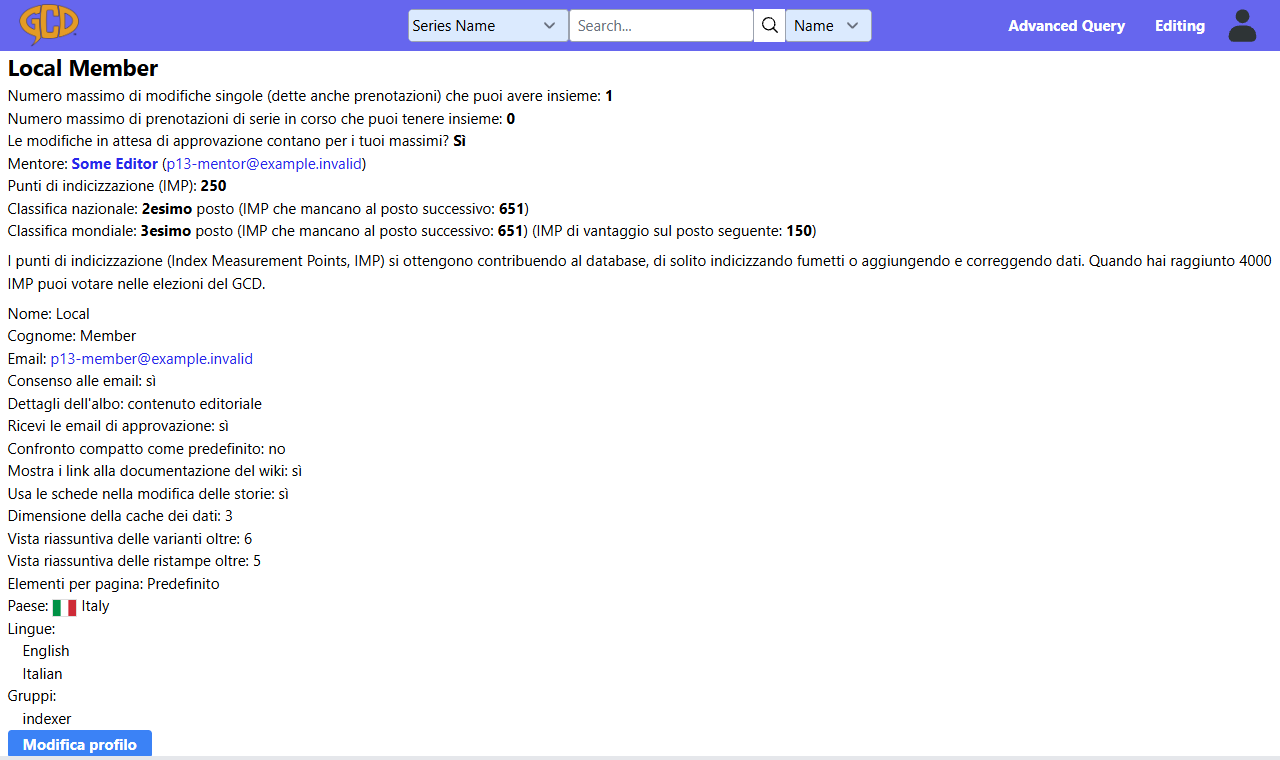 GCD
Series Name
Search...
Name
Advanced Query
Editing
Local Member
Numero massimo di modifiche singole (dette anche prenotazioni) che puoi avere insieme: 1
Numero massimo di prenotazioni di serie in corso che puoi tenere insieme: 0
Le modifiche in attesa di approvazione contano per i tuoi massimi? Sì
Mentore: Some Editor (p13-mentor@example.invalid)
Punti di indicizzazione (IMP): 250
Classifica nazionale: 2esimo posto (IMP che mancano al posto successivo: 651)
Classifica mondiale: 3esimo posto (IMP che mancano al posto successivo: 651) (IMP di vantaggio sul posto seguente: 150)
I punti di indicizzazione (Index Measurement Points, IMP) si ottengono contribuendo al database, di solito indicizzando fumetti o aggiungendo e correggendo dati. Quando hai raggiunto 4000
IMP puoi votare nelle elezioni del GCD.
Nome: Local
Cognome: Member
Email: p13-member@example.invalid
Consenso alle email: sì
Dettagli dell'albo: contenuto editoriale
Ricevi le email di approvazione: sì
Confronto compatto come predefinito: no
Mostra i link alla documentazione del wiki: sì
Usa le schede nella modifica delle storie: sì
Dimensione della cache dei dati: 3
Vista riassuntiva delle varianti oltre: 6
Vista riassuntiva delle ristampe oltre: 5
Elementi per pagina: Predefinito
Paese: Italy
Lingue:
English
Italian
Gruppi:
indexer
Modifica profilo